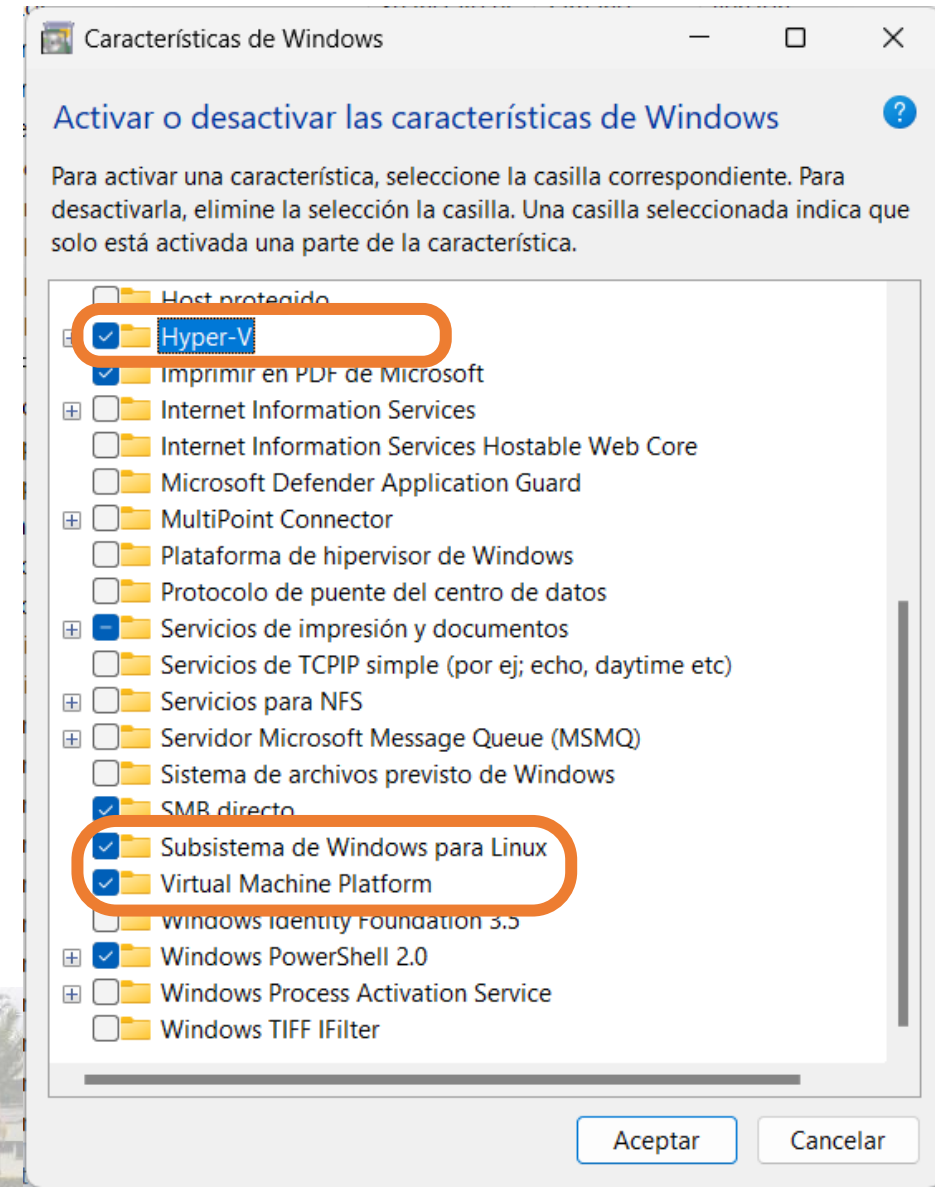 Características de Windows
Activar o desactivar las características de Windows
Para activar una característica, seleccione la casilla correspondiente. Para
desactivarla, elimine la selección la casilla. Una casilla seleccionada indica que
solo está activada una parte de la característica.
Host protegido
Hyper-V
Imprimir en PDF de Microsoft
Internet Information Services
Internet Information Services Hostable Web Core
Microsoft Defender Application Guard
MultiPoint Connector
Plataforma de hipervisor de Windows
Protocolo de puente del centro de datos
Servicios de impresión y documentos
Servicios de TCPIP simple (por ej; echo, daytime etc)
Servicios para NFS
Servidor Microsoft Message Queue (MSMQ)
Sistema de archivos previsto de Windows
SMB directo
Subsistema de Windows para Linux
Virtual Machine Platform
Windows Identity Foundation 3.5
Windows PowerShell 2.0
Windows Process Activation Service
Windows TIFF IFilter
Aceptar
Cancelar